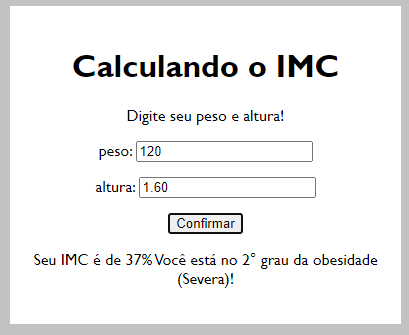 Calculando o IMC
Digite seu peso e altura!
peso: 120
altura: 1.60
Confirmar
Seu IMC é de 37% Você está no 2° grau da obesidade
(Severa)!